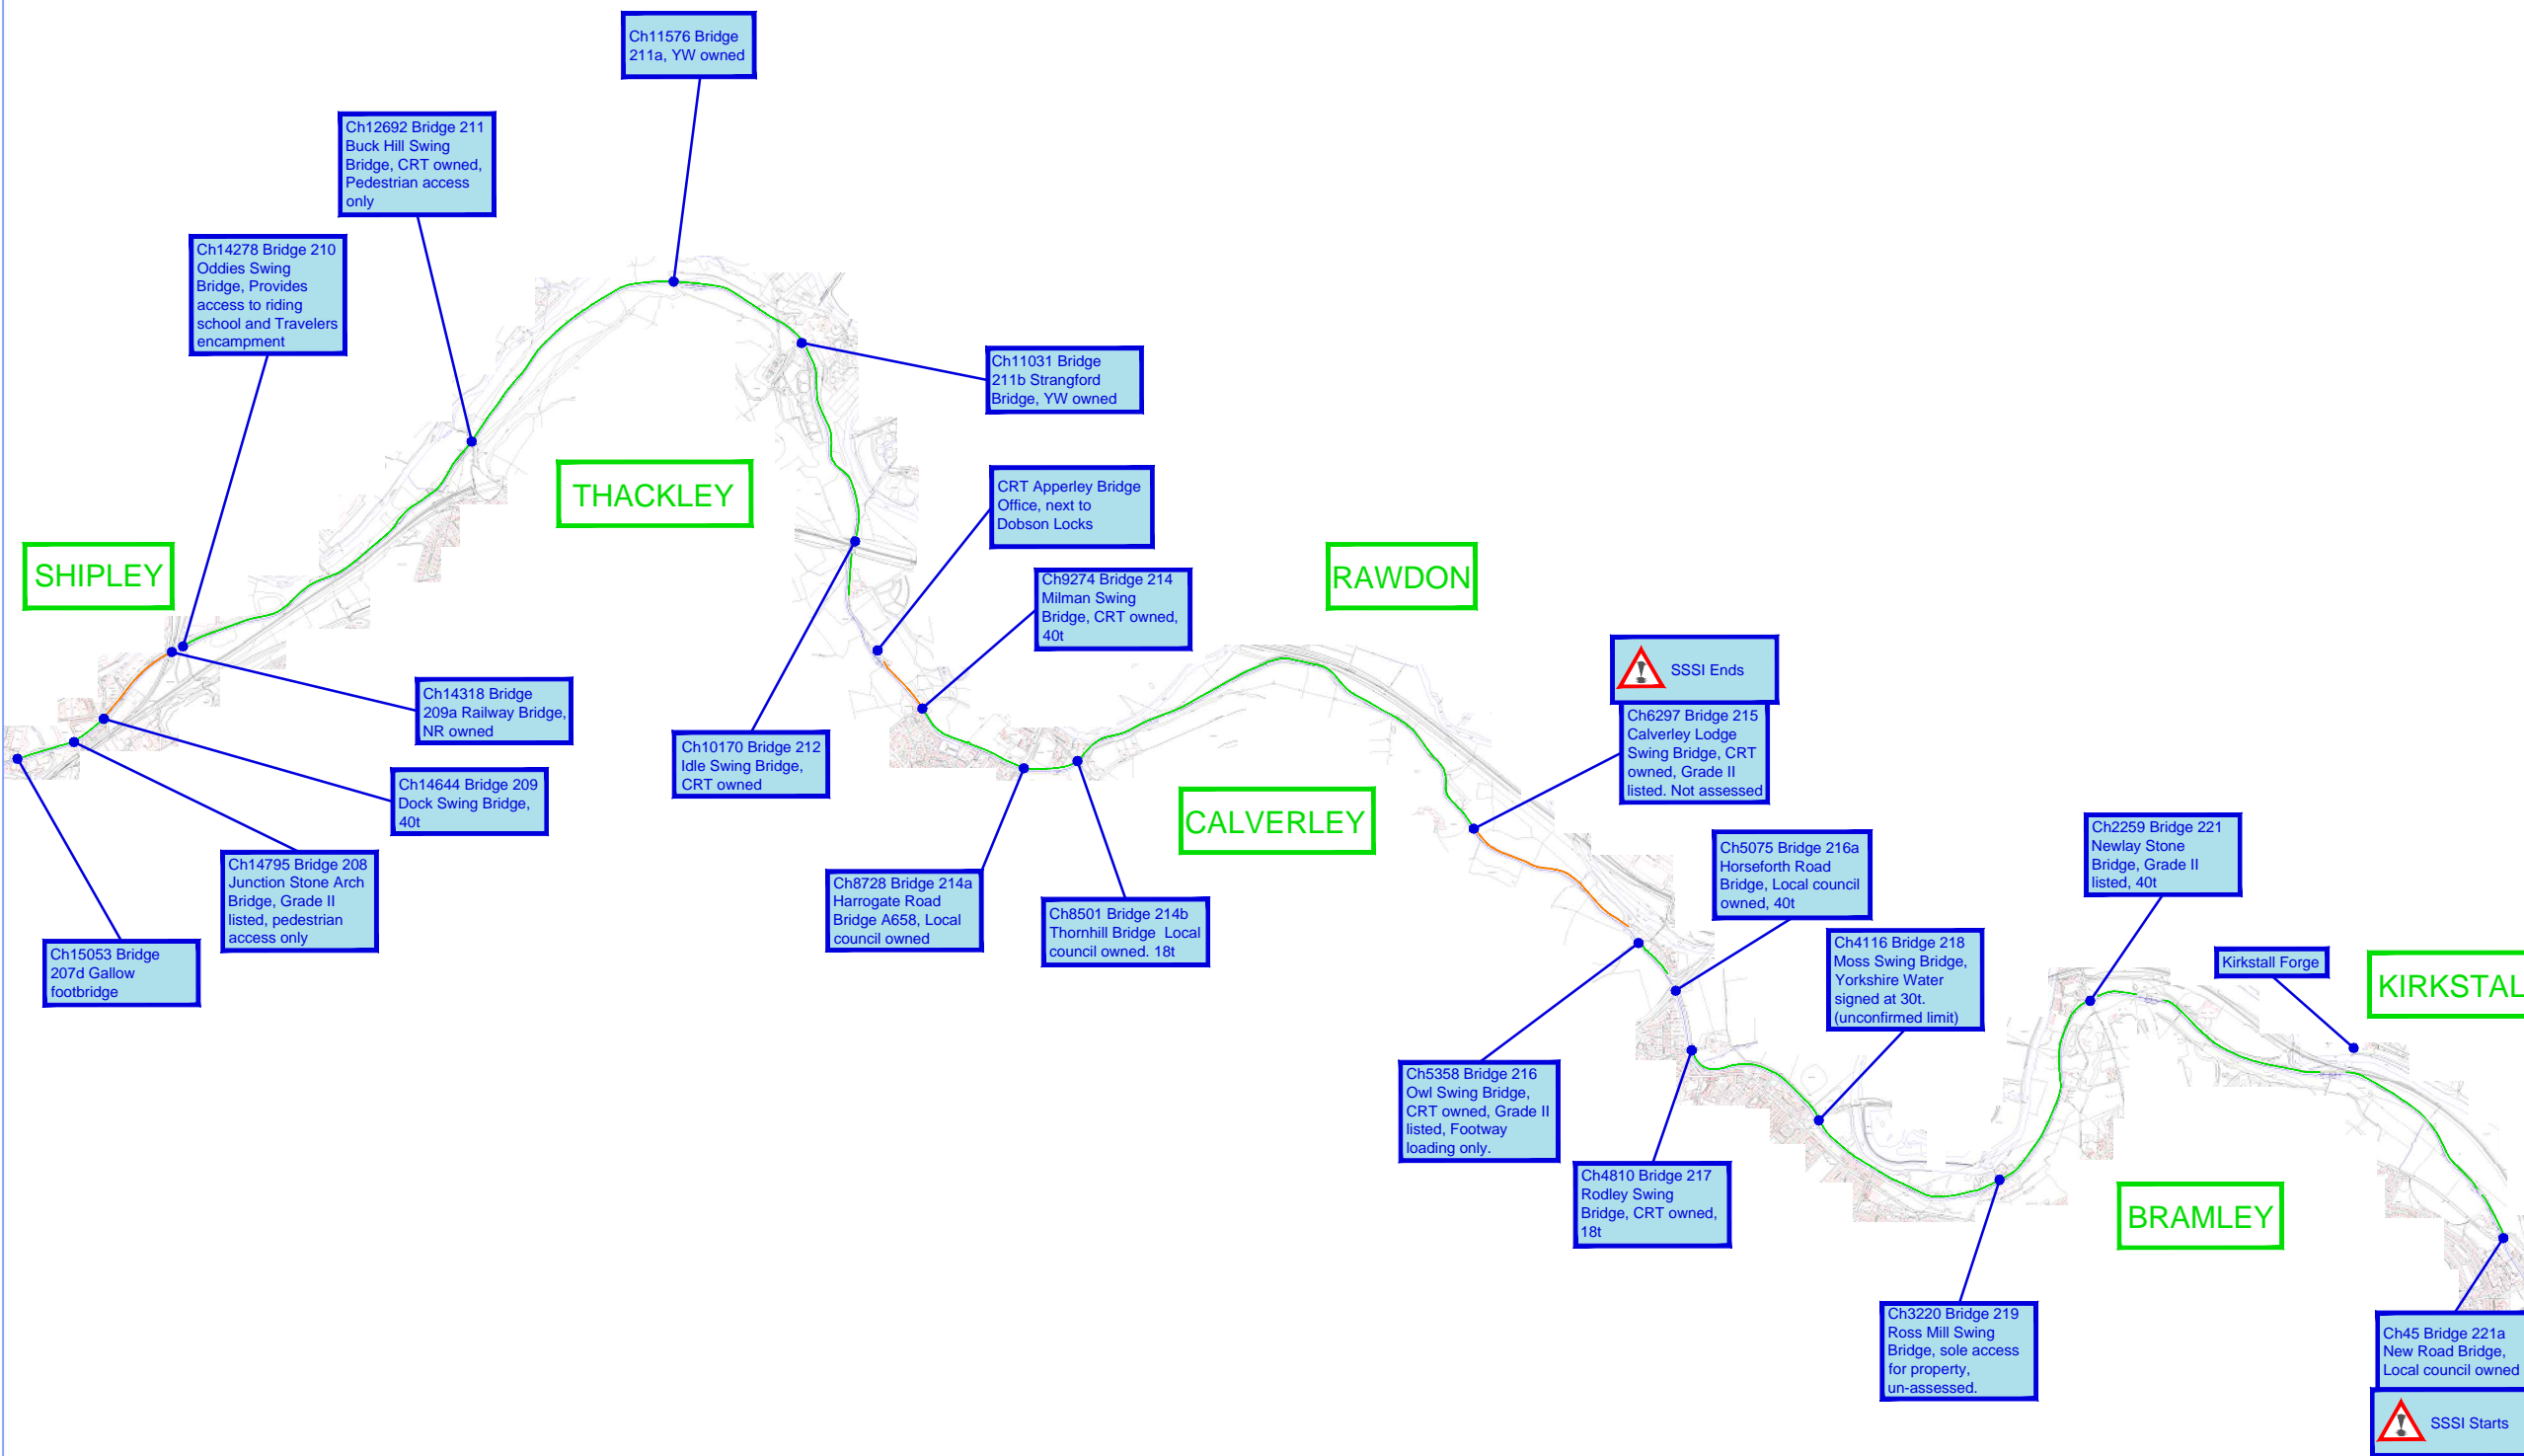 Ch11576 Bridge
211a, YW owned
Ch12692 Bridge 211
Buck Hill Swing
Bridge, CRT owned,
Pedestrian access
only
Ch14278 Bridge 210
Oddies Swing
Bridge, Provides
access to riding
school and Travelers
encampment
Ch11031 Bridge
211b Strangford
Bridge, YW owned
THACKLEY
CRT Apperley Bridge
Office, next to
Dobson Locks
SHIPLEY
RAWDON
Ch9274 Bridge 214
Milman Swing
Bridge, CRT owned,
40t
SSSI Ends
Ch14318 Bridge
209a Railway Bridge,
NR owned
Ch6297 Bridge 215
Calverley Lodge
Swing Bridge, CRT
owned, Grade II
listed. Not assessed
Ch10170 Bridge 212
Idle Swing Bridge,
CRT owned
Ch14644 Bridge 209
Dock Swing Bridge,
40t
CALVERLEY
Ch2259 Bridge 221
Newlay Stone
Bridge, Grade II
listed, 40t
Ch5075 Bridge 216a
Horseforth Road
Bridge, Local council
owned, 40t
Ch14795 Bridge 208
Junction Stone Arch
Bridge, Grade II
listed, pedestrian
access only
Ch8728 Bridge 214a
Harrogate Road
Bridge A658, Local
council owned
Ch8501 Bridge 214b
Thornhill Bridge Local
council owned. 18t
Ch4116 Bridge 218
Moss Swing Bridge,
Yorkshire Water
signed at 30t.
(unconfirmed limit)
Ch15053 Bridge
207d Gallow
footbridge
Kirkstall Forge
KIRKSTAL
Ch5358 Bridge 216
Owl Swing Bridge,
CRT owned, Grade II
listed, Footway
loading only.
Ch4810 Bridge 217
Rodley Swing
Bridge, CRT owned,
18t
BRAMLEY
Ch3220 Bridge 219
Ross Mill Swing
Bridge, sole access
for property,
un-assessed.
Ch45 Bridge 221a
New Road Bridge,
Local council owned
SSSI Starts